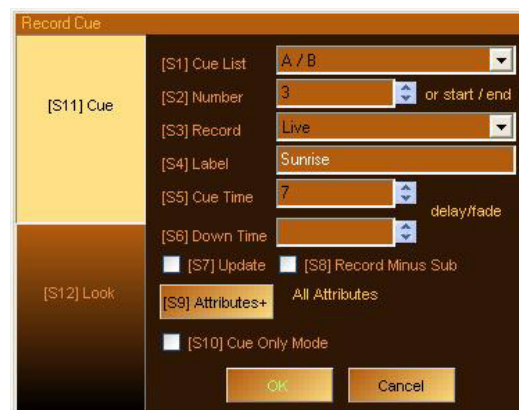 Record Cue
[S11] Cue
[S12] Look
[S1] Cue List A / B
[S2] Number 3 or start / end
[S3] Record Live
[S4] Label Sunrise
[S5] Cue Time 7
delay/fade
[S6] Down Time
[S7] Update [S8] Record Minus Sub
[S9] Attributes+ All Attributes
[S10] Cue Only Mode
OK Cancel